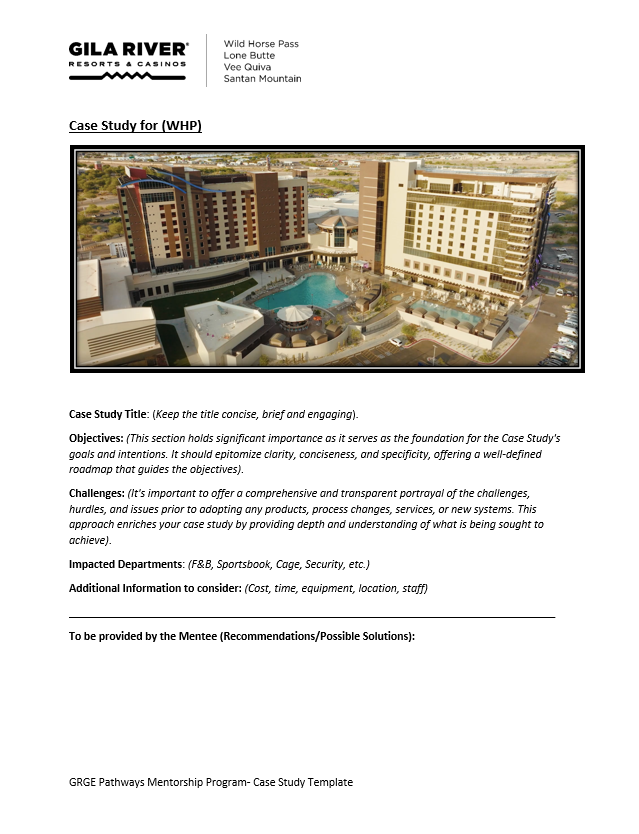 GILA RIVER®
RESORTS & CASINOS
Wild Horse Pass
Lone Butte
Vee Quiva
Santan Mountain
Case Study for (WHP)
Case Study Title: (Keep the title concise, brief and engaging).
Objectives: (This section holds significant importance as it serves as the foundation for the Case Study's
goals and intentions. It should epitomize clarity, conciseness, and specificity, offering a well-defined
roadmap that guides the objectives).
Challenges: (It's important to offer a comprehensive and transparent portrayal of the challenges,
hurdles, and issues prior to adopting any products, process changes, services, or new systems. This
approach enriches your case study by providing depth and understanding of what is being sought to
achieve).
Impacted Departments: (F&B, Sportsbook, Cage, Security, etc.)
Additional Information to consider: (Cost, time, equipment, location, staff)
To be provided by the Mentee (Recommendations/Possible Solutions):
GRGE Pathways Mentorship Program- Case Study Template